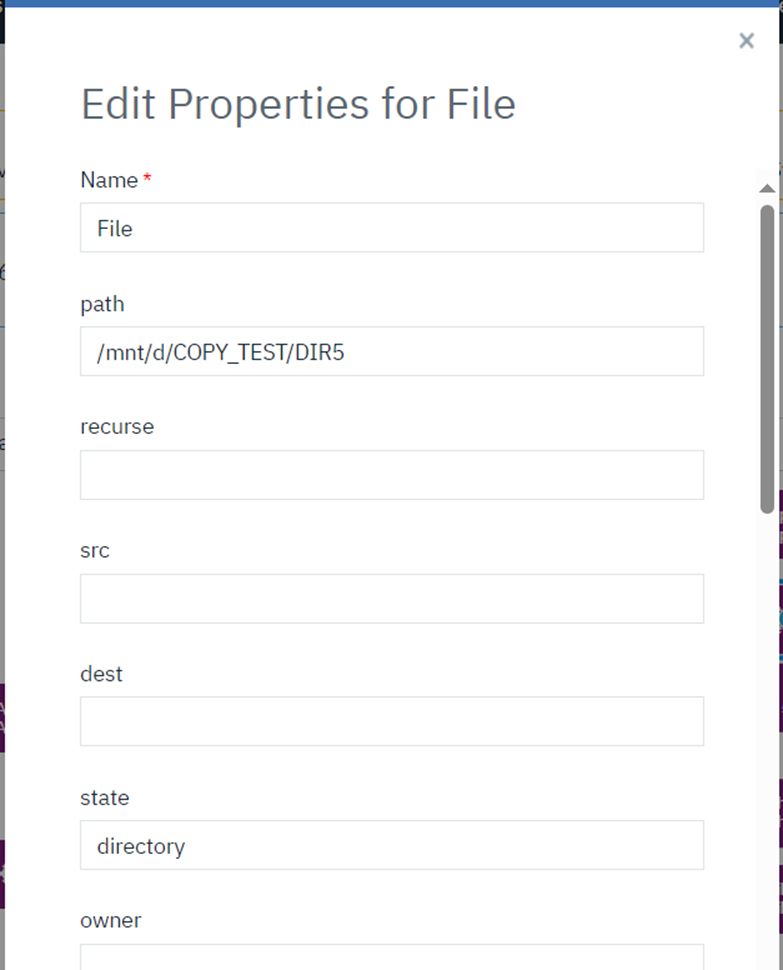 ×
Edit Properties for File
Name *
File
path
/mnt/d/COPY_TEST/DIR5
recurse
src
dest
state
directory
owner